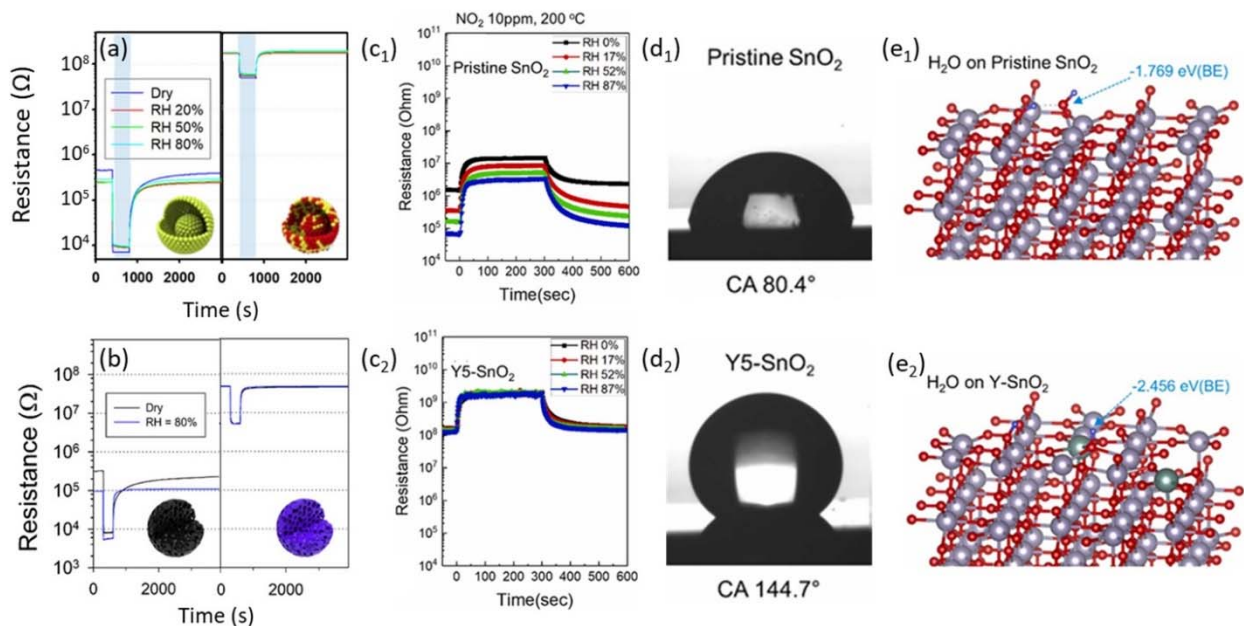 (a)
Resistance (Ω)
10⁸
10⁷
10⁶
10⁵
10⁴
Dry
RH 20%
RH 50%
RH 80%
0 1000 2000 0 1000 2000
Time (s)
(b)
Resistance (Ω)
10⁸
10⁷
10⁶
10⁵
10⁴
10³
Dry
RH = 80%
0 2000 0 2000
Time (s)
NO₂ 10ppm, 200 °C
(c₁)
Resistance (Ohm)
10¹¹
10¹⁰
10⁹
10⁸
10⁷
10⁶
10⁵
10⁴
Pristine SnO₂
RH 0%
RH 17%
RH 52%
RH 87%
0 100 200 300 400 500 600
Time(sec)
(c₂)
Resistance (Ohm)
10¹¹
10¹⁰
10⁹
10⁸
10⁷
10⁶
10⁵
10⁴
Y5-SnO₂
RH 0%
RH 17%
RH 52%
RH 87%
0 100 200 300 400 500 600
Time(sec)
(d₁)
Pristine SnO₂
CA 80.4°
(d₂)
Y5-SnO₂
CA 144.7°
(e₁)
H₂O on Pristine SnO₂
-1.769 eV(BE)
(e₂)
H₂O on Y-SnO₂
-2.456 eV(BE)